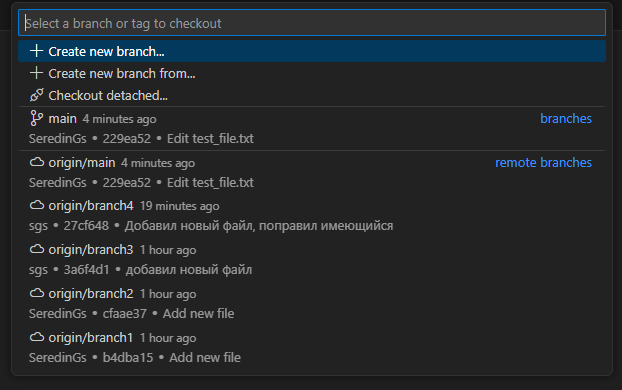 Select a branch or tag to checkout
Create new branch...
Create new branch from...
Checkout detached...
main 4 minutes ago branches
SeredinGs • 229ea52 • Edit test_file.txt
origin/main 4 minutes ago remote branches
SeredinGs • 229ea52 • Edit test_file.txt
origin/branch4 19 minutes ago
sgs • 27cf648 • Добавил новый файл, поправил имеющийся
origin/branch3 1 hour ago
sgs • 3a6f4d1 • добавил новый файл
origin/branch2 1 hour ago
SeredinGs • cfaae37 • Add new file
origin/branch1 1 hour ago
SeredinGs • b4dba15 • Add new file